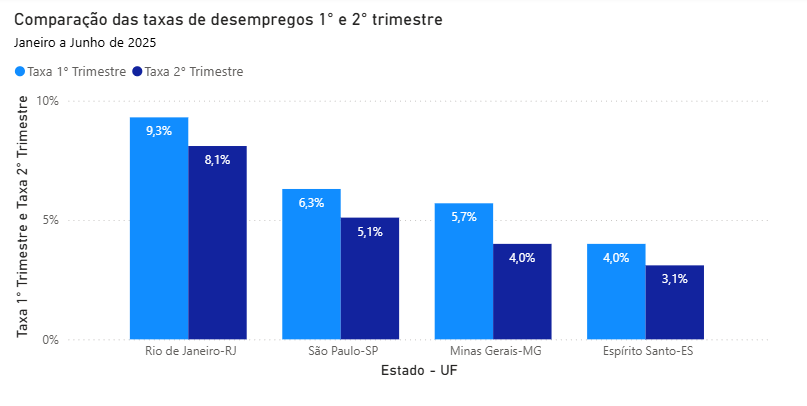 Comparação das taxas de desempregos 1° e 2° trimestre
Janeiro a Junho de 2025
Taxa 1° Trimestre Taxa 2° Trimestre
Taxa 1° Trimestre e Taxa 2° Trimestre
10%
5%
0%
9,3%
8,1%
6,3%
5,1%
5,7%
4,0%
4,0%
3,1%
Rio de Janeiro-RJ São Paulo-SP Minas Gerais-MG Espírito Santo-ES
Estado - UF